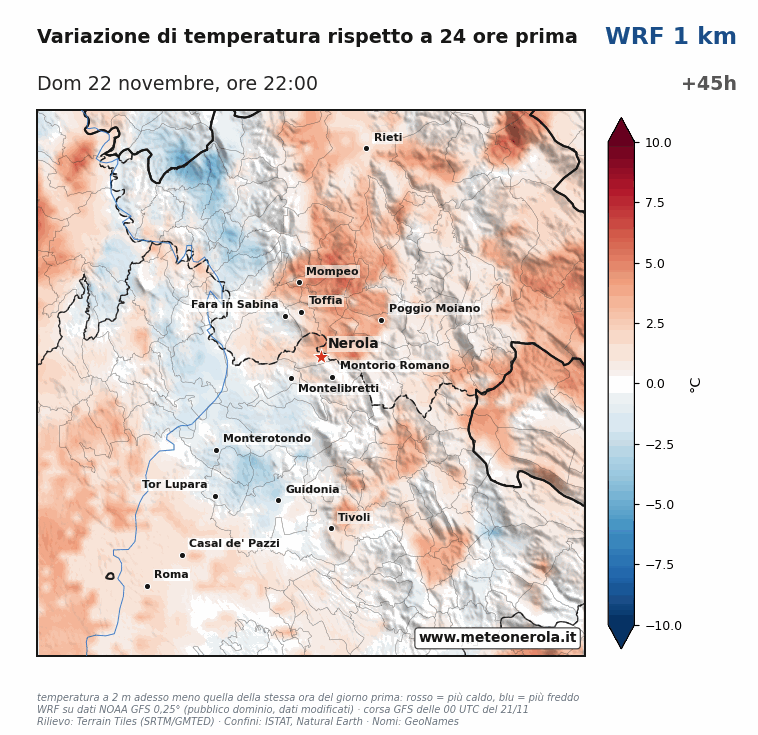 Variazione di temperatura rispetto a 24 ore prima WRF 1 km
Dom 22 novembre, ore 22:00 +45h
Rieti
Mompeo
Fara in Sabina
Toffia
Poggio Moiano
Nerola
Montorio Romano
Montelibretti
Monterotondo
Tor Lupara
Guidonia
Tivoli
Casal de' Pazzi
Roma
www.meteonerola.it
10.0
7.5
5.0
2.5
0.0
−2.5
−5.0
−7.5
−10.0
°C
temperatura a 2 m adesso meno quella della stessa ora del giorno prima: rosso = più caldo, blu = più freddo
WRF su dati NOAA GFS 0,25° (pubblico dominio, dati modificati) · corsa GFS delle 00 UTC del 21/11
Rilievo: Terrain Tiles (SRTM/GMTED) · Confini: ISTAT, Natural Earth · Nomi: GeoNames